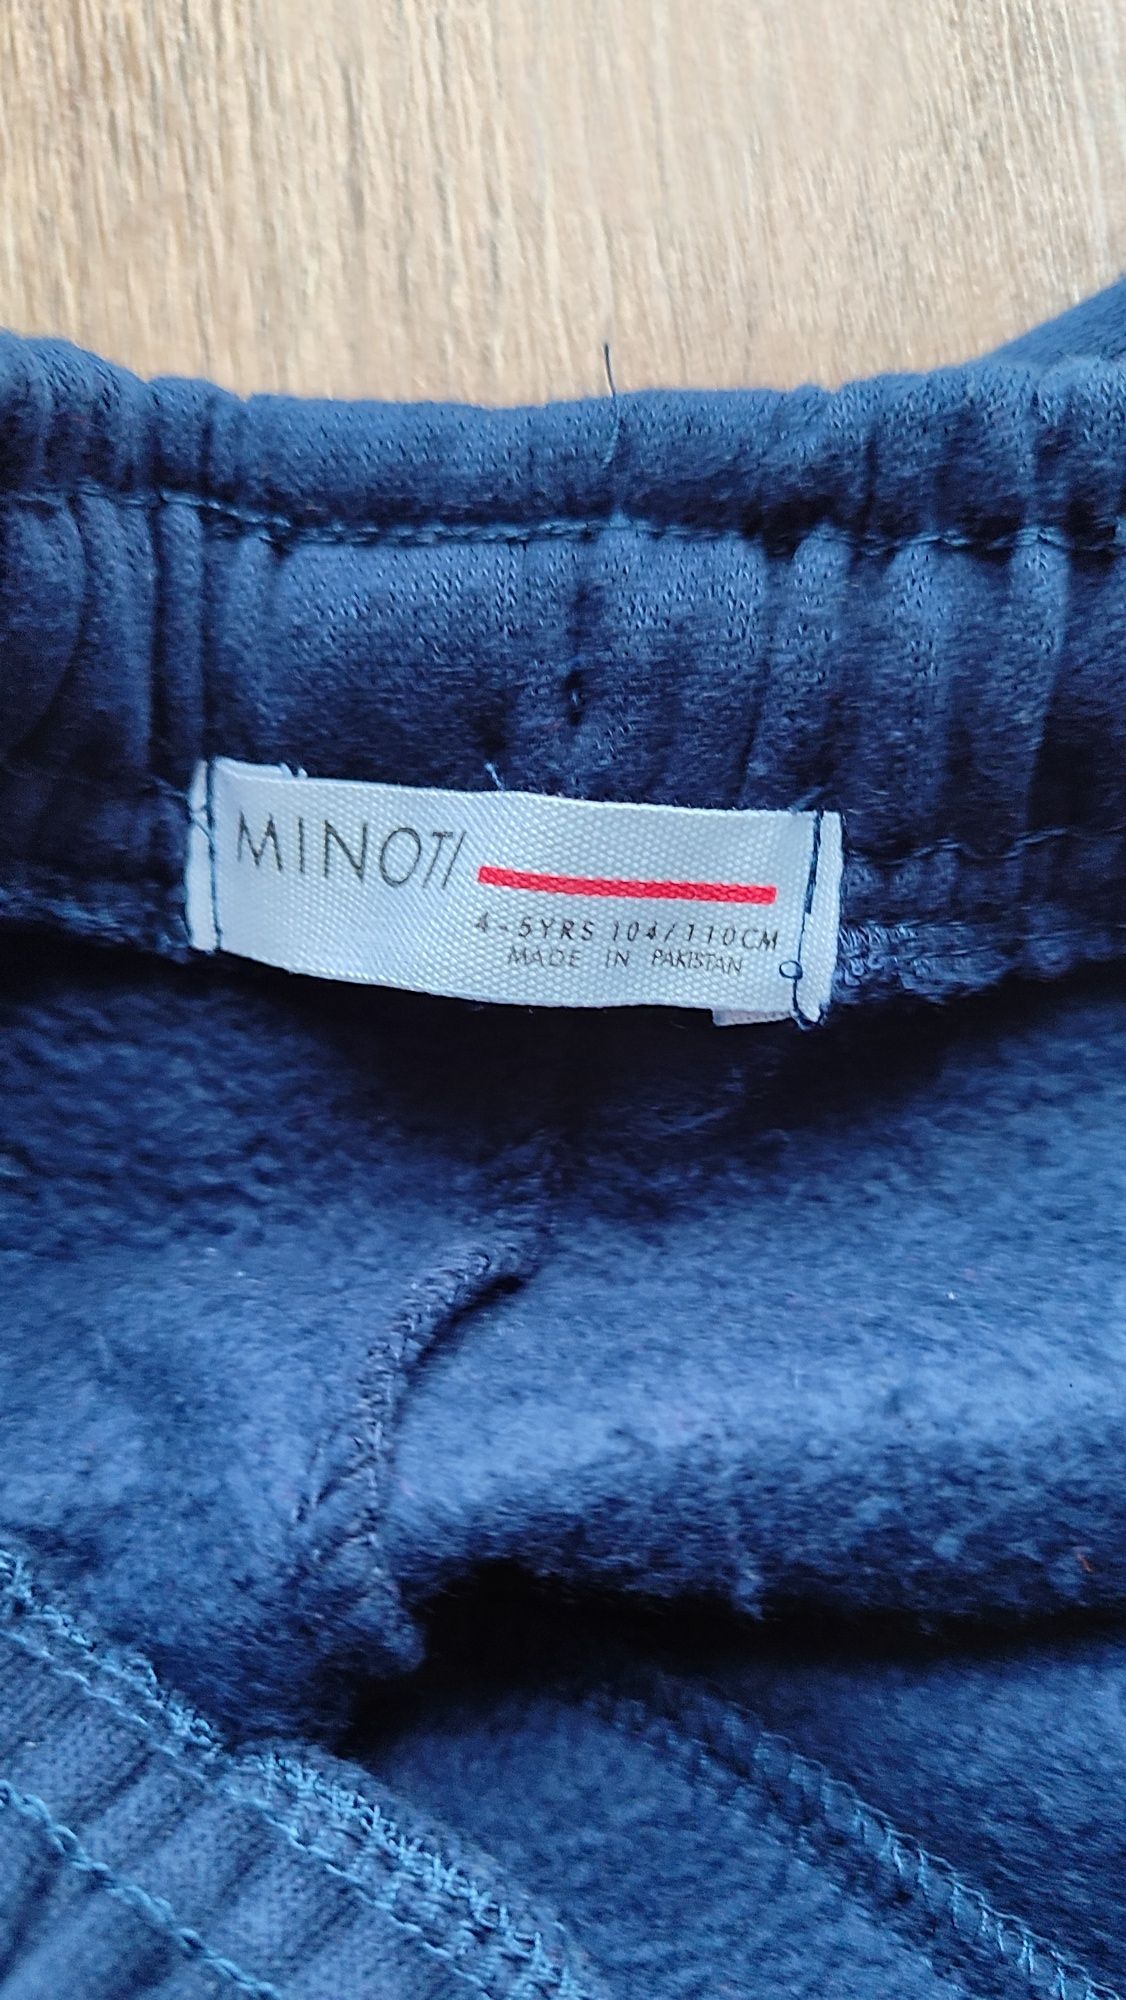 MINOTI
4-5YRS 104/110CM
MADE IN PAKISTAN